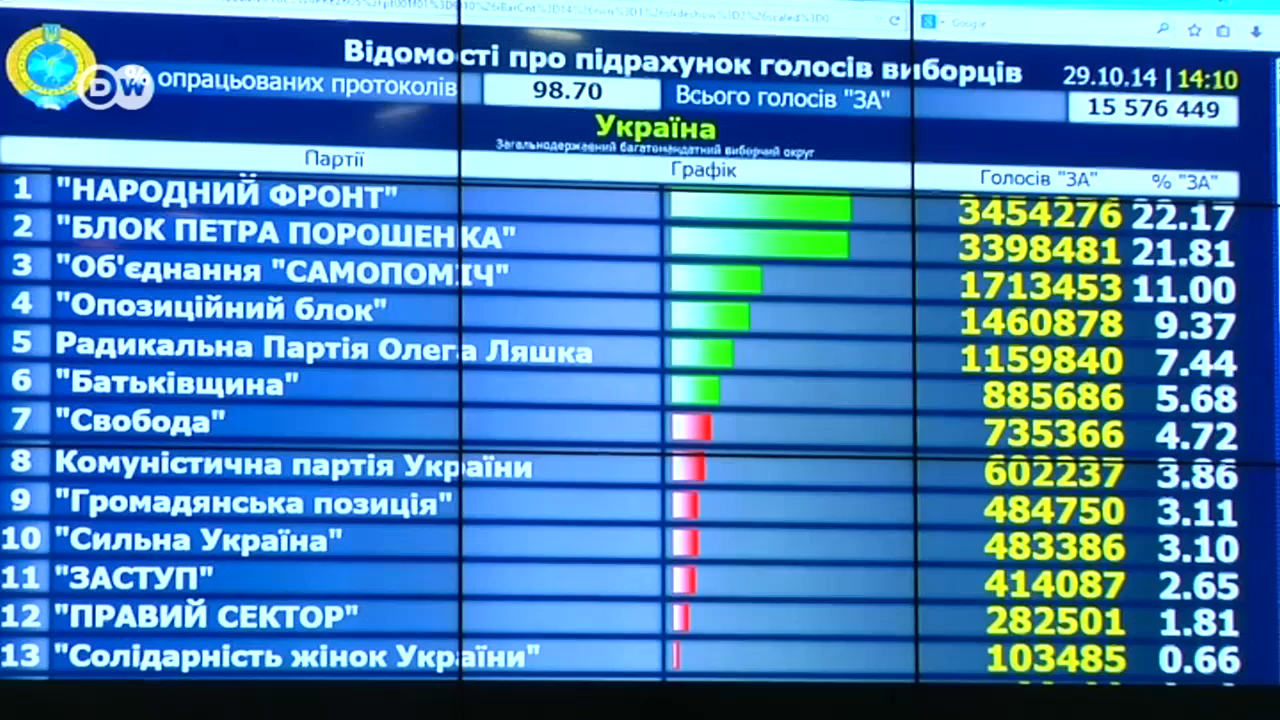 Google
Відомості про підрахунок голосів виборців
29.10.14 | 14:10
DW
% опрацьованих протоколів 98.70 Всього голосів "ЗА" 15 576 449
Україна
Загальнодержавний багатомандатний виборчий округ
Партії Графік Голосів "ЗА" % "ЗА"
1 "НАРОДНИЙ ФРОНТ" 3454276 22.17
2 "БЛОК ПЕТРА ПОРОШЕНКА" 3398481 21.81
3 "Об'єднання "САМОПОМІЧ" 1713453 11.00
4 "Опозиційний блок" 1460878 9.37
5 Радикальна Партія Олега Ляшка 1159840 7.44
6 "Батьківщина" 885686 5.68
7 "Свобода" 735366 4.72
8 Комуністична партія України 602237 3.86
9 "Громадянська позиція" 484750 3.11
10 "Сильна Україна" 483386 3.10
11 "ЗАСТУП" 414087 2.65
12 "ПРАВИЙ СЕКТОР" 282501 1.81
13 "Солідарність жінок України" 103485 0.66